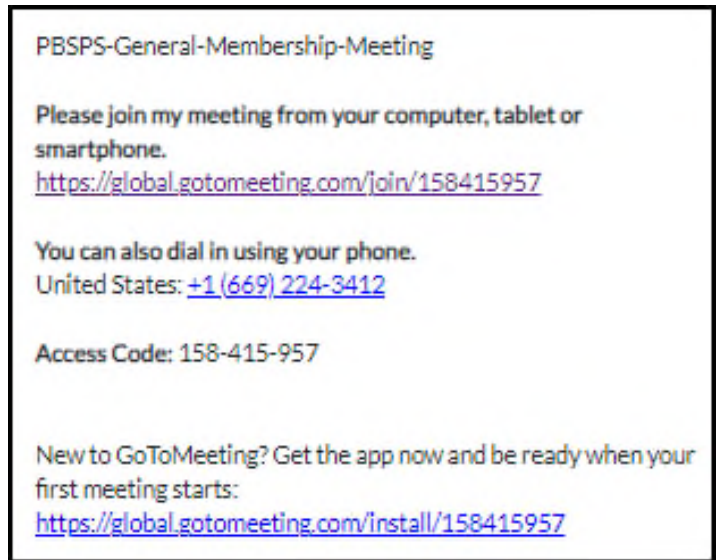 PBSPS-General-Membership-Meeting
Please join my meeting from your computer, tablet or
smartphone.
https://global.gotomeeting.com/join/158415957
You can also dial in using your phone.
United States: +1 (669) 224-3412
Access Code: 158-415-957
New to GoToMeeting? Get the app now and be ready when your
first meeting starts:
https://global.gotomeeting.com/install/158415957